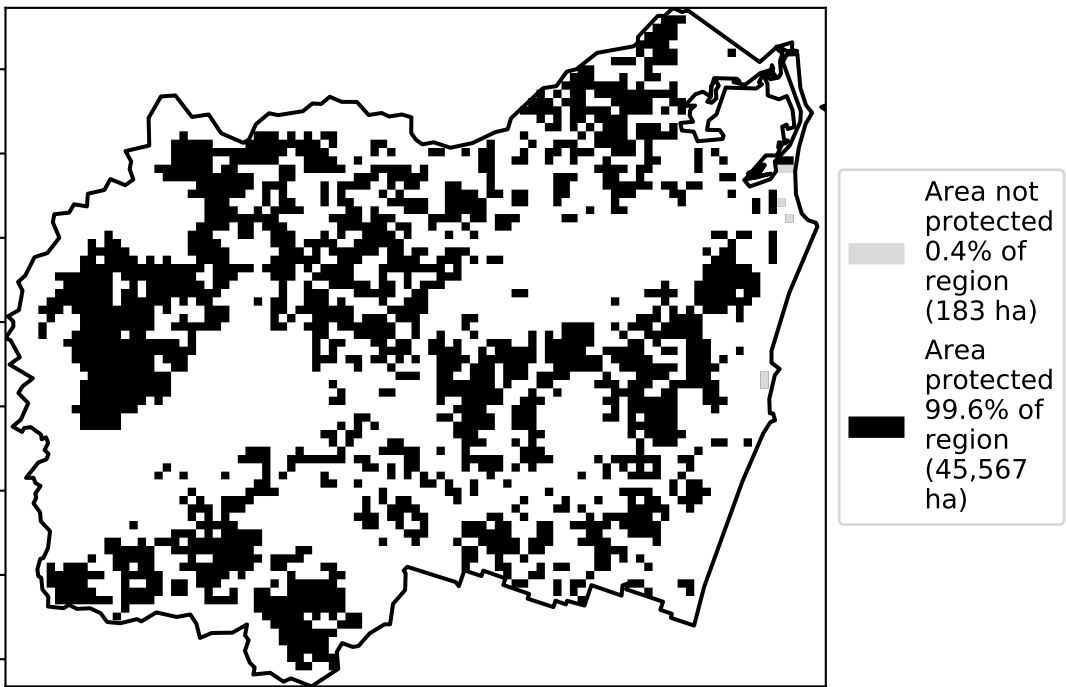 Area not
protected
0.4% of
region
(183 ha)
Area
protected
99.6% of
region
(45,567
ha)